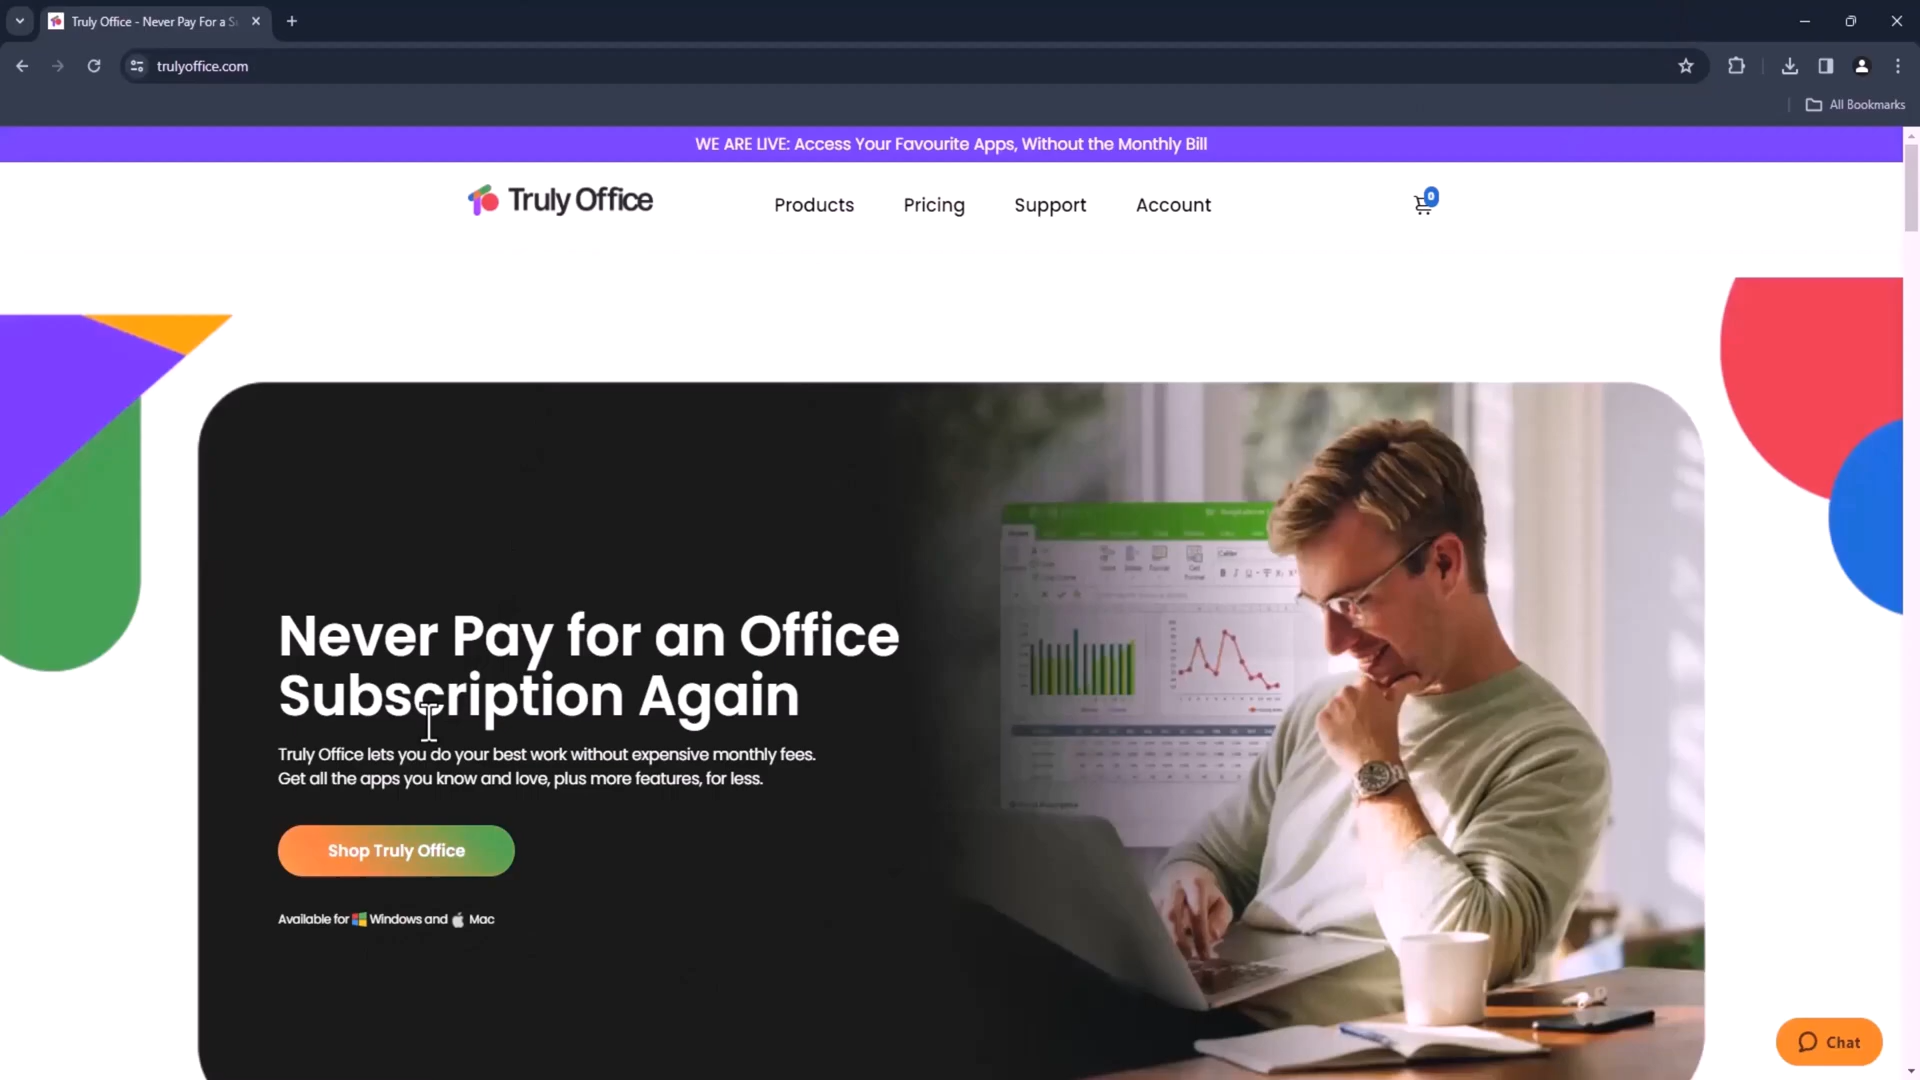 Truly Office - Never Pay For a S
trulyoffice.com
All Bookmarks
WE ARE LIVE: Access Your Favourite Apps, Without the Monthly Bill
Truly Office
Products
Pricing
Support
Account
0
Never Pay for an Office
Subscription Again
Truly Office lets you do your best work without expensive monthly fees.
Get all the apps you know and love, plus more features, for less.
Shop Truly Office
Available for Windows and Mac
Chat